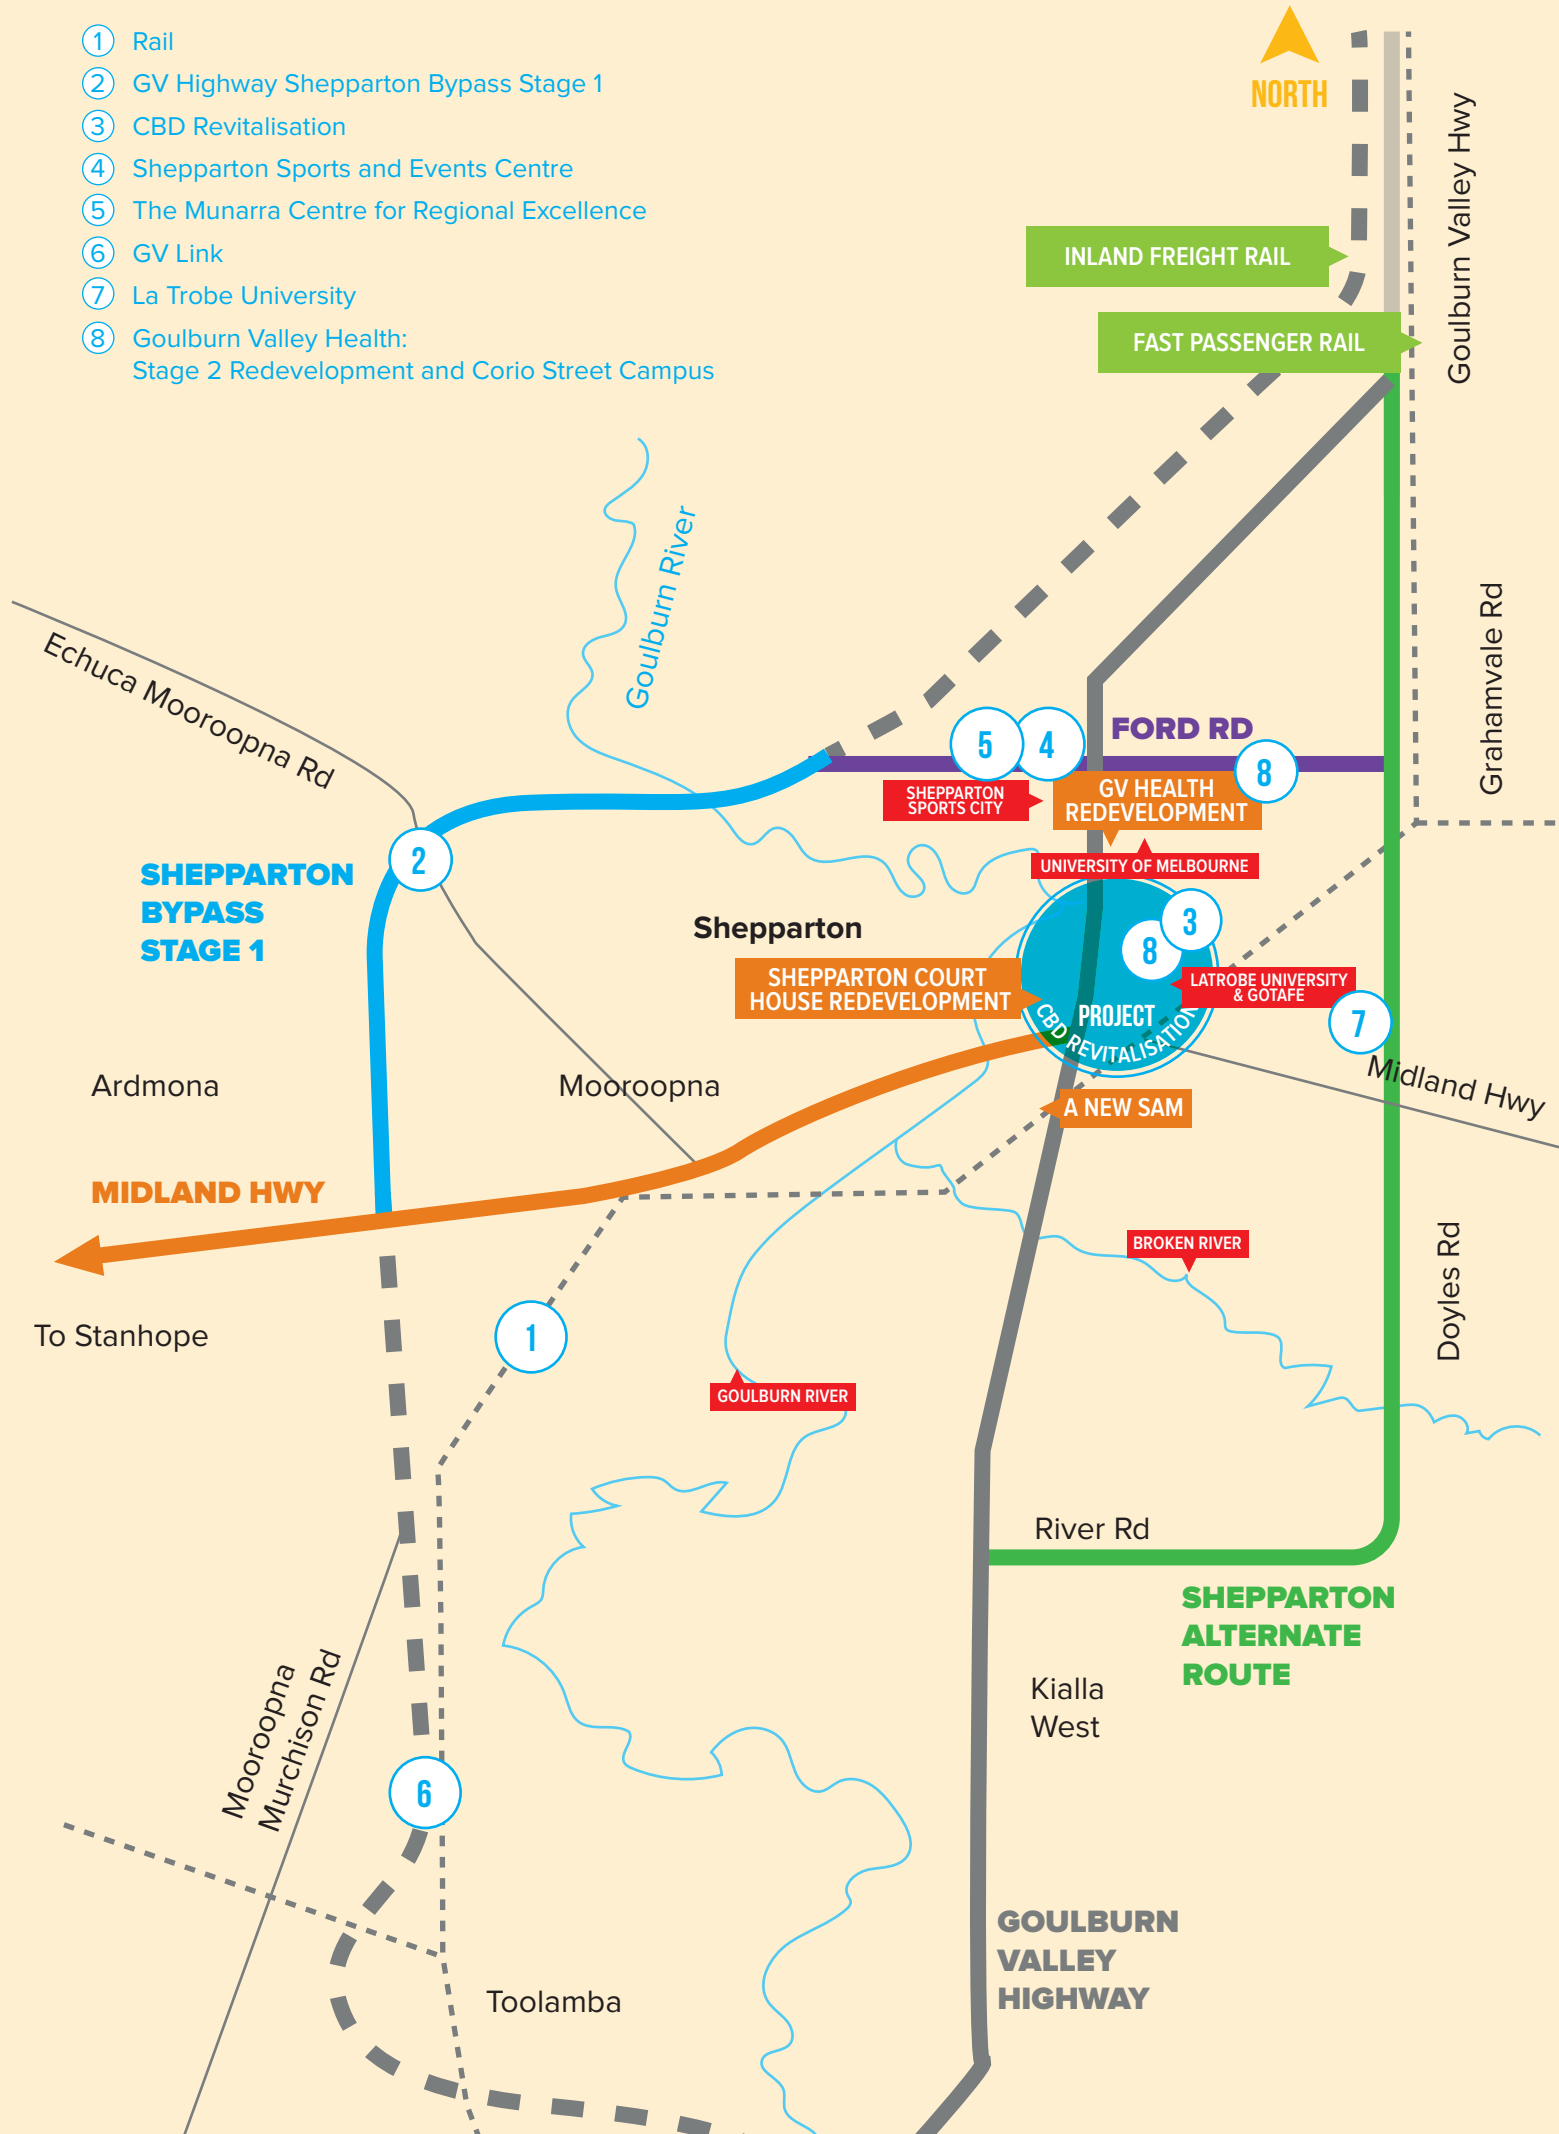 1 Rail
2 GV Highway Shepparton Bypass Stage 1
3 CBD Revitalisation
4 Shepparton Sports and Events Centre
5 The Munarra Centre for Regional Excellence
6 GV Link
7 La Trobe University
8 Goulburn Valley Health:
Stage 2 Redevelopment and Corio Street Campus
NORTH
Goulburn Valley Hwy
INLAND FREIGHT RAIL
FAST PASSENGER RAIL
Goulburn River
Echuca Mooroopna Rd
Grahamvale Rd
FORD RD
5
4
8
SHEPPARTON
SPORTS CITY
GV HEALTH
REDEVELOPMENT
2
SHEPPARTON
BYPASS
STAGE 1
UNIVERSITY OF MELBOURNE
Shepparton
3
8
SHEPPARTON COURT
HOUSE REDEVELOPMENT
LATROBE UNIVERSITY
& GOTAFE
PROJECT
CBD REVITALISATION
7
Midland Hwy
Ardmona
Mooroopna
A NEW SAM
MIDLAND HWY
BROKEN RIVER
Doyles Rd
To Stanhope
1
GOULBURN RIVER
River Rd
SHEPPARTON
ALTERNATE
ROUTE
Mooroopna
Murchison Rd
Kialla
West
6
GOULBURN
VALLEY
HIGHWAY
Toolamba